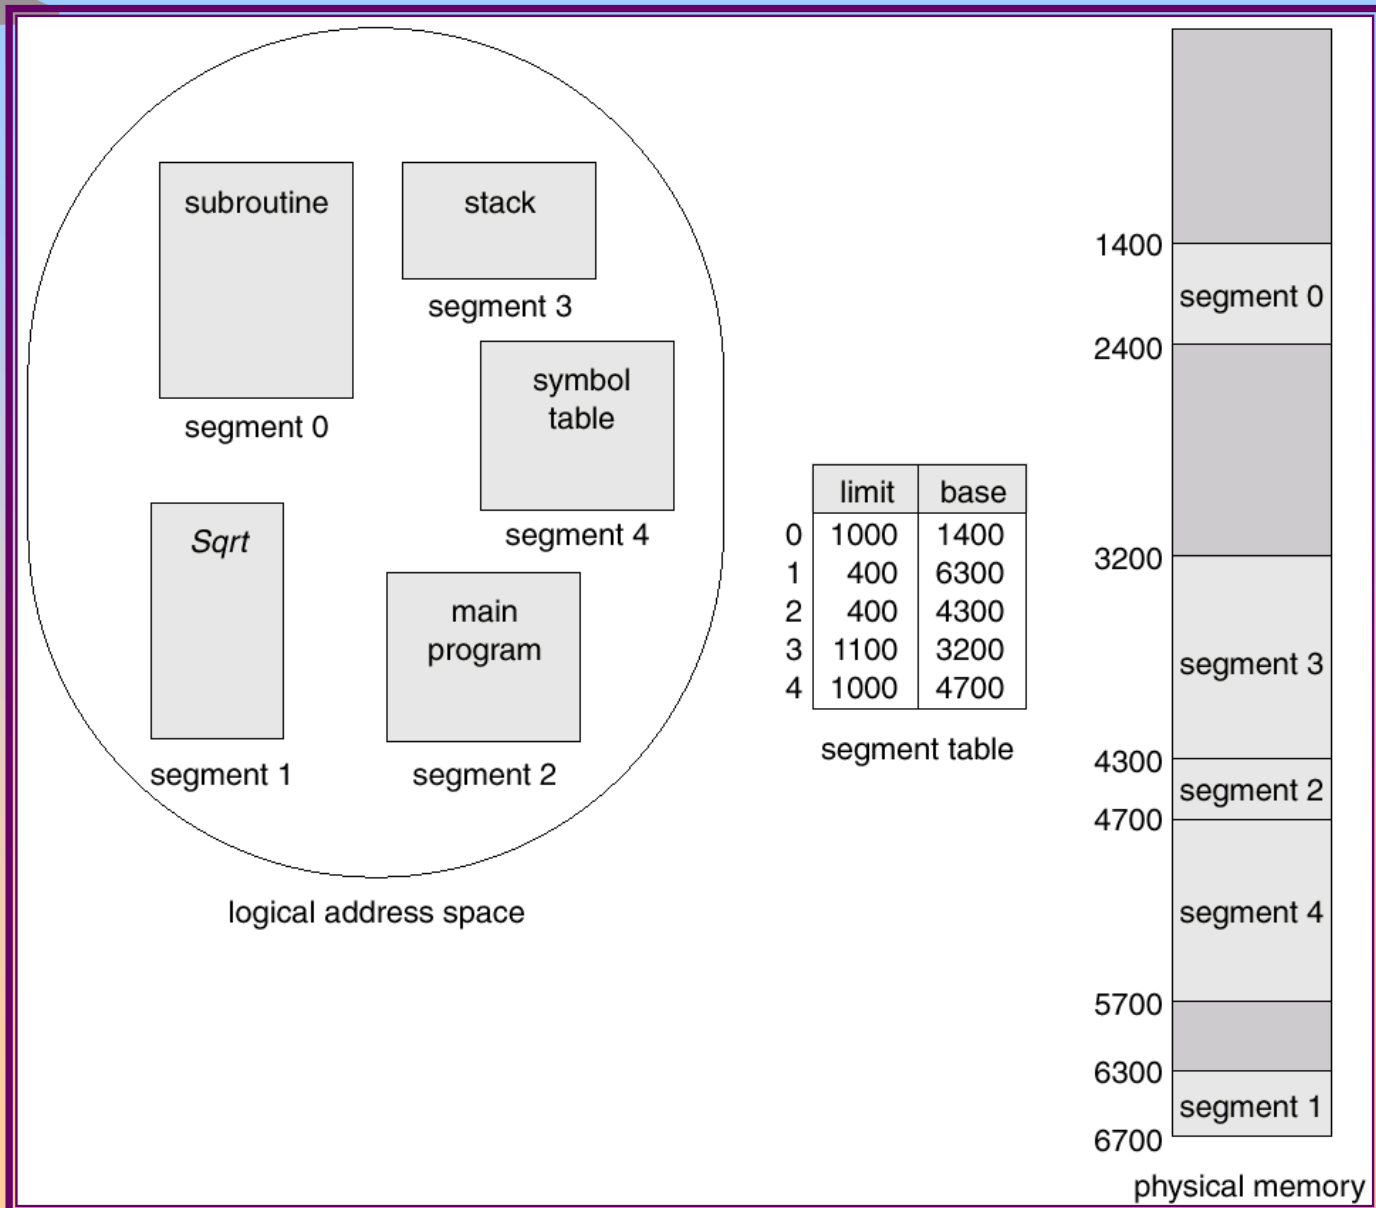 subroutine
segment 0
stack
segment 3
symbol
table
segment 4
Sqrt
segment 1
main
program
segment 2
logical address space
limit base
0 1000 1400
1 400 6300
2 400 4300
3 1100 3200
4 1000 4700
segment table
1400
segment 0
2400
3200
segment 3
4300
segment 2
4700
segment 4
5700
6300
segment 1
6700
physical memory